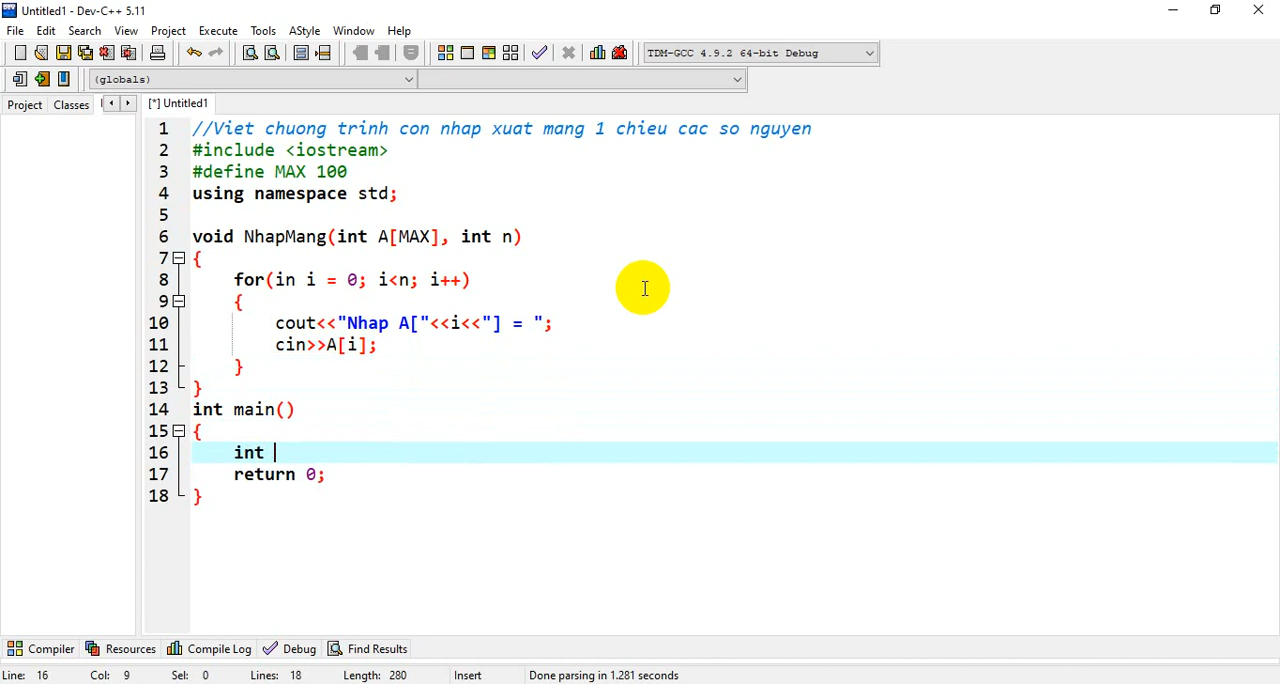 Untitled1 - Dev-C++ 5.11
File Edit Search View Project Execute Tools AStyle Window Help
TDM-GCC 4.9.2 64-bit Debug
(globals)
Project Classes [*] Untitled1
1 //Viet chuong trinh con nhap xuat mang 1 chieu cac so nguyen
2 #include <iostream>
3 #define MAX 100
4 using namespace std;
5
6 void NhapMang(int A[MAX], int n)
7 {
8 for(in i = 0; i<n; i++)
9 {
10 cout<<"Nhap A["<<i<<"] = ";
11 cin>>A[i];
12 }
13 }
14 int main()
15 {
16 int
17 return 0;
18 }
Compiler Resources Compile Log Debug Find Results
Line: 16 Col: 9 Sel: 0 Lines: 18 Length: 280 Insert Done parsing in 1.281 seconds